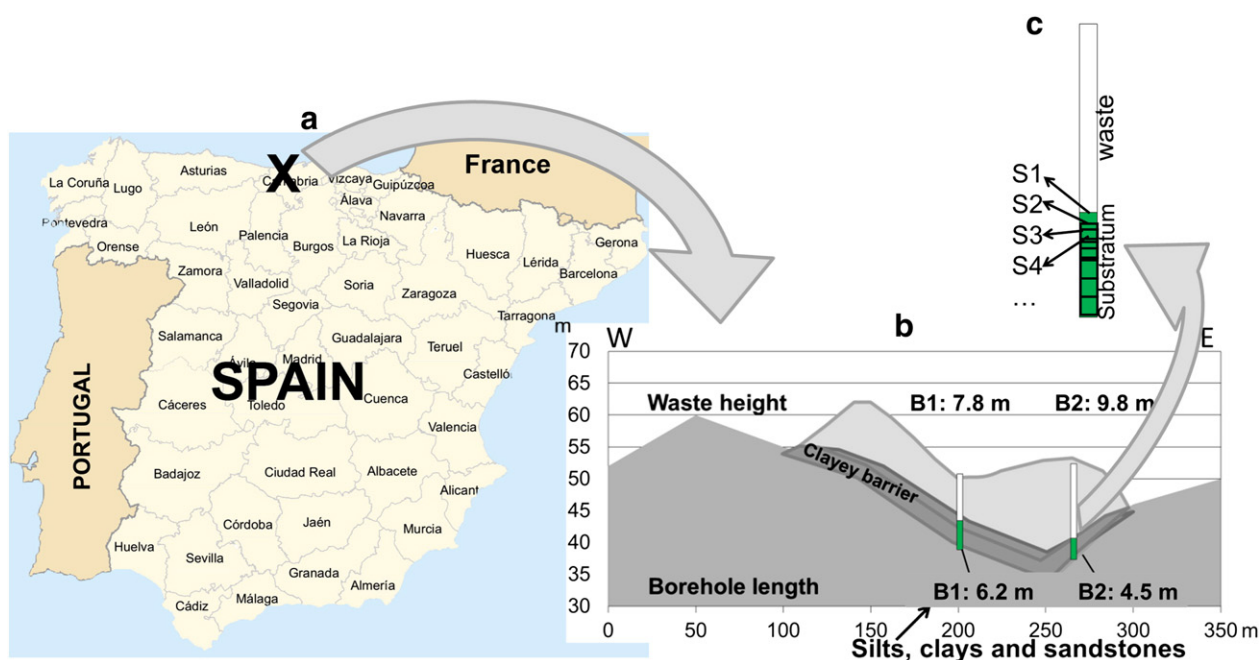 a
X
La Coruña
Lugo
Asturias
Cantabria
Vizcaya
Guipúzcoa
France
Álava
Navarra
Pontevedra
Orense
León
Palencia
Burgos
La Rioja
Huesca
Lérida
Gerona
Barcelona
Zamora
Valladolid
Soria
Zaragoza
Segovia
Tarragona
Salamanca
Ávila
Madrid
Guadalajara
Teruel
Castelló
SPAIN
PORTUGAL
Cáceres
Toledo
Cuenca
Valencia
Badajoz
Ciudad Real
Albacete
Alicant
Córdoba
Jaén
Murcia
Huelva
Sevilla
Granada
Almería
Málaga
Cádiz
c
waste
Substratum
S1
S2
S3
S4
...
b
m
W
E
70
65
60
55
50
45
40
35
30
Waste height
B1: 7.8 m
B2: 9.8 m
Clayey barrier
Borehole length
B1: 6.2 m
B2: 4.5 m
0
50
100
150
200
250
300
350 m
Silts, clays and sandstones